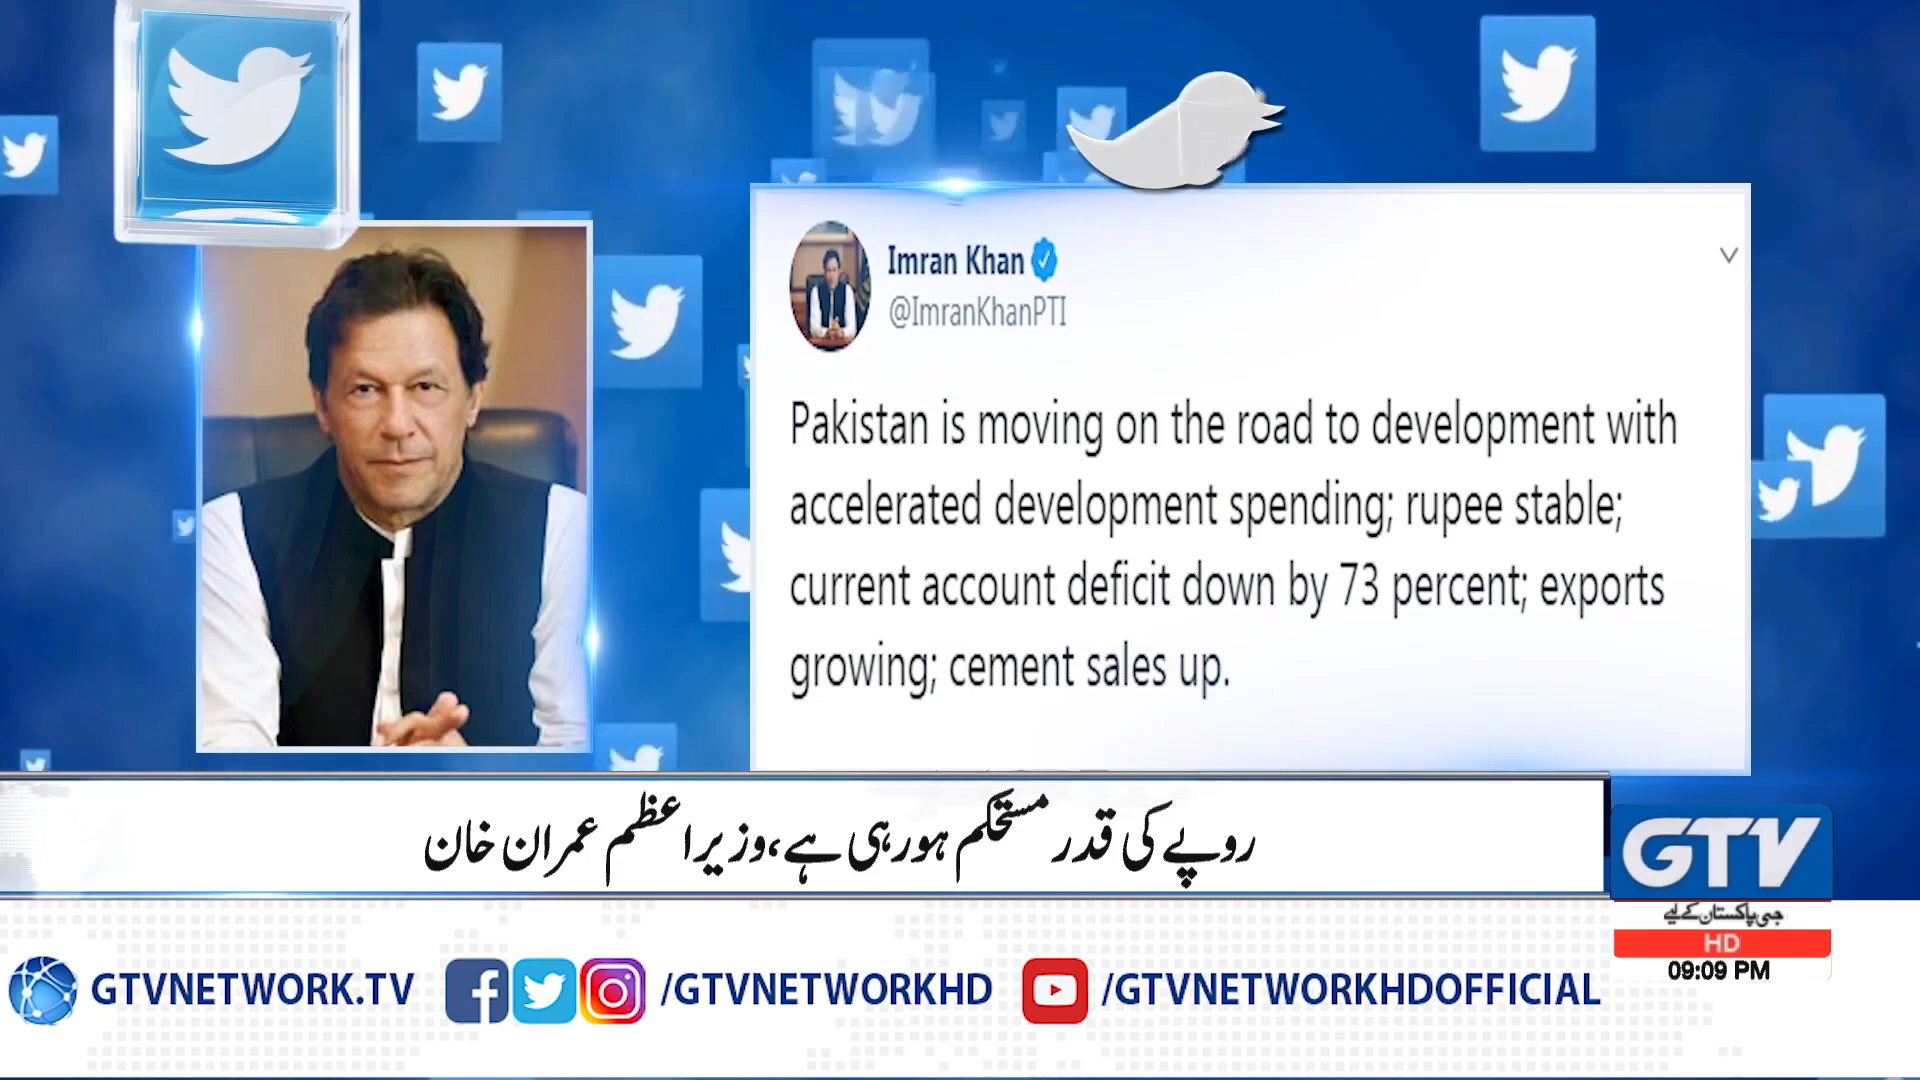 Imran Khan
@ImranKhanPTI
Pakistan is moving on the road to development with
accelerated development spending; rupee stable;
current account deficit down by 73 percent; exports
growing; cement sales up.
روپے کی قدر مستحکم ہورہی ہے،وزیراعظم عمران خان
GTV
جی پاکستان کے لیے
HD
09:09 PM
GTVNETWORK.TV /GTVNETWORKHD /GTVNETWORKHDOFFICIAL